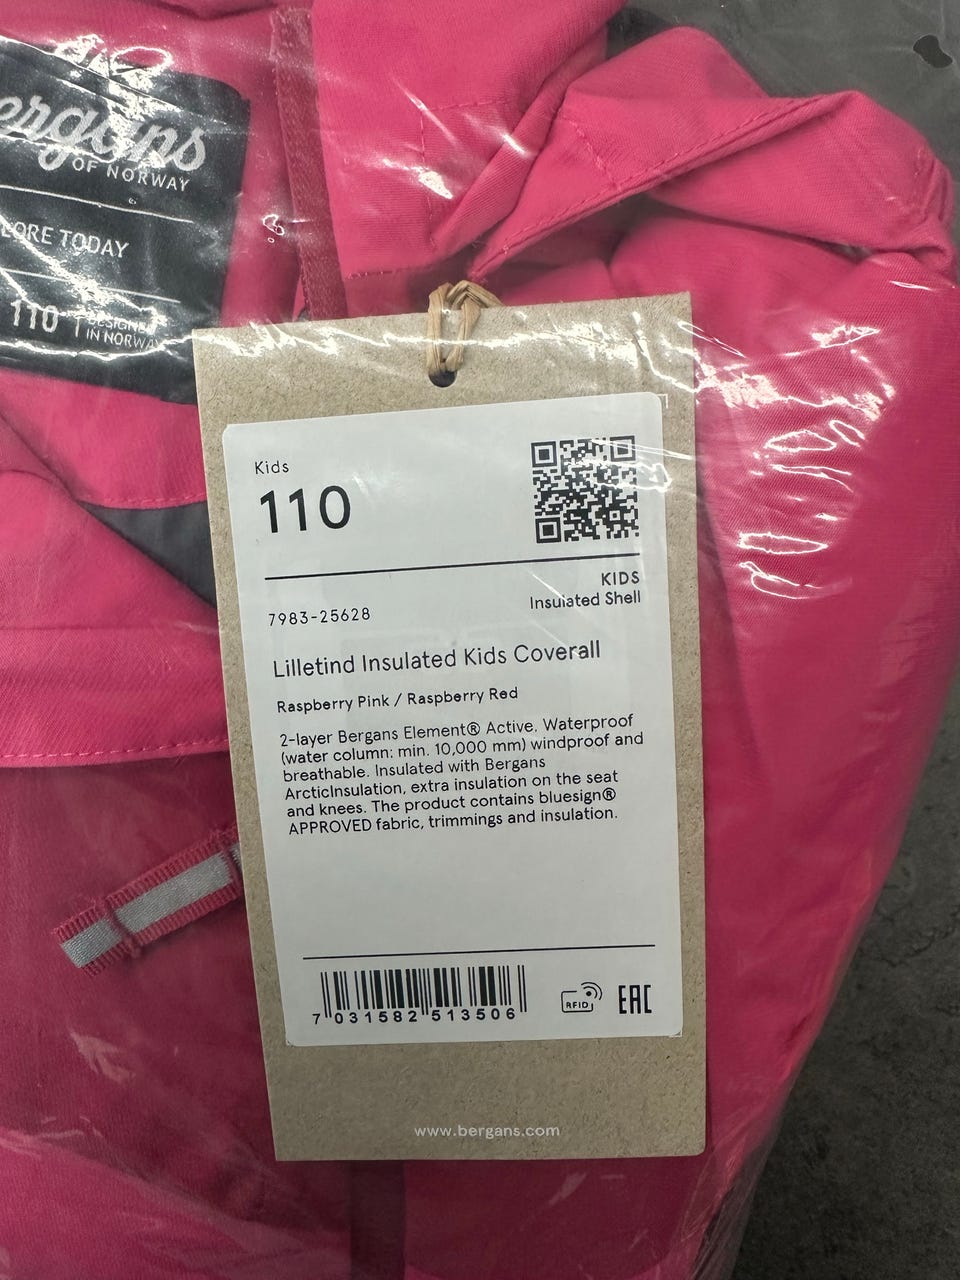 ergans
OF NORWAY
LORE TODAY
110
DESIGNED
IN NORWAY
Kids
110
KIDS
Insulated Shell
7983-25628
Lilletind Insulated Kids Coverall
Raspberry Pink / Raspberry Red
2-layer Bergans Element® Active. Waterproof
(water column: min. 10,000 mm) windproof and
breathable. Insulated with Bergans
ArcticInsulation, extra insulation on the seat
and knees. The product contains bluesign®
APPROVED fabric, trimmings and insulation.
7 031582 513506
RFID
EAC
www.bergans.com